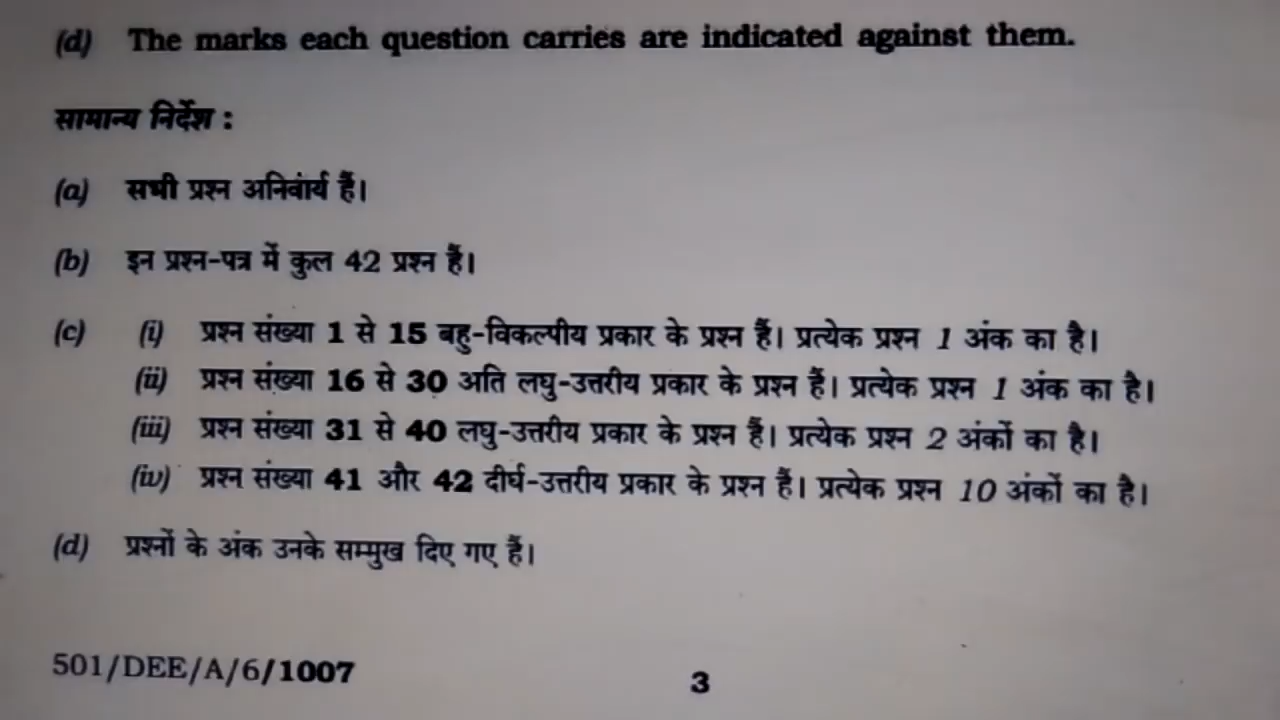 (d) The marks each question carries are indicated against them.
सामान्य निर्देश :
(a) सभी प्रश्न अनिवार्य हैं।
(b) इन प्रश्न-पत्र में कुल 42 प्रश्न हैं।
(c) (i) प्रश्न संख्या 1 से 15 बहु-विकल्पीय प्रकार के प्रश्न हैं। प्रत्येक प्रश्न 1 अंक का है।
(ii) प्रश्न संख्या 16 से 30 अति लघु-उत्तरीय प्रकार के प्रश्न हैं। प्रत्येक प्रश्न 1 अंक का है।
(iii) प्रश्न संख्या 31 से 40 लघु-उत्तरीय प्रकार के प्रश्न हैं। प्रत्येक प्रश्न 2 अंकों का है।
(iv) प्रश्न संख्या 41 और 42 दीर्घ-उत्तरीय प्रकार के प्रश्न हैं। प्रत्येक प्रश्न 10 अंकों का है।
(d) प्रश्नों के अंक उनके सम्मुख दिए गए हैं।
501/DEE/A/6/1007 3